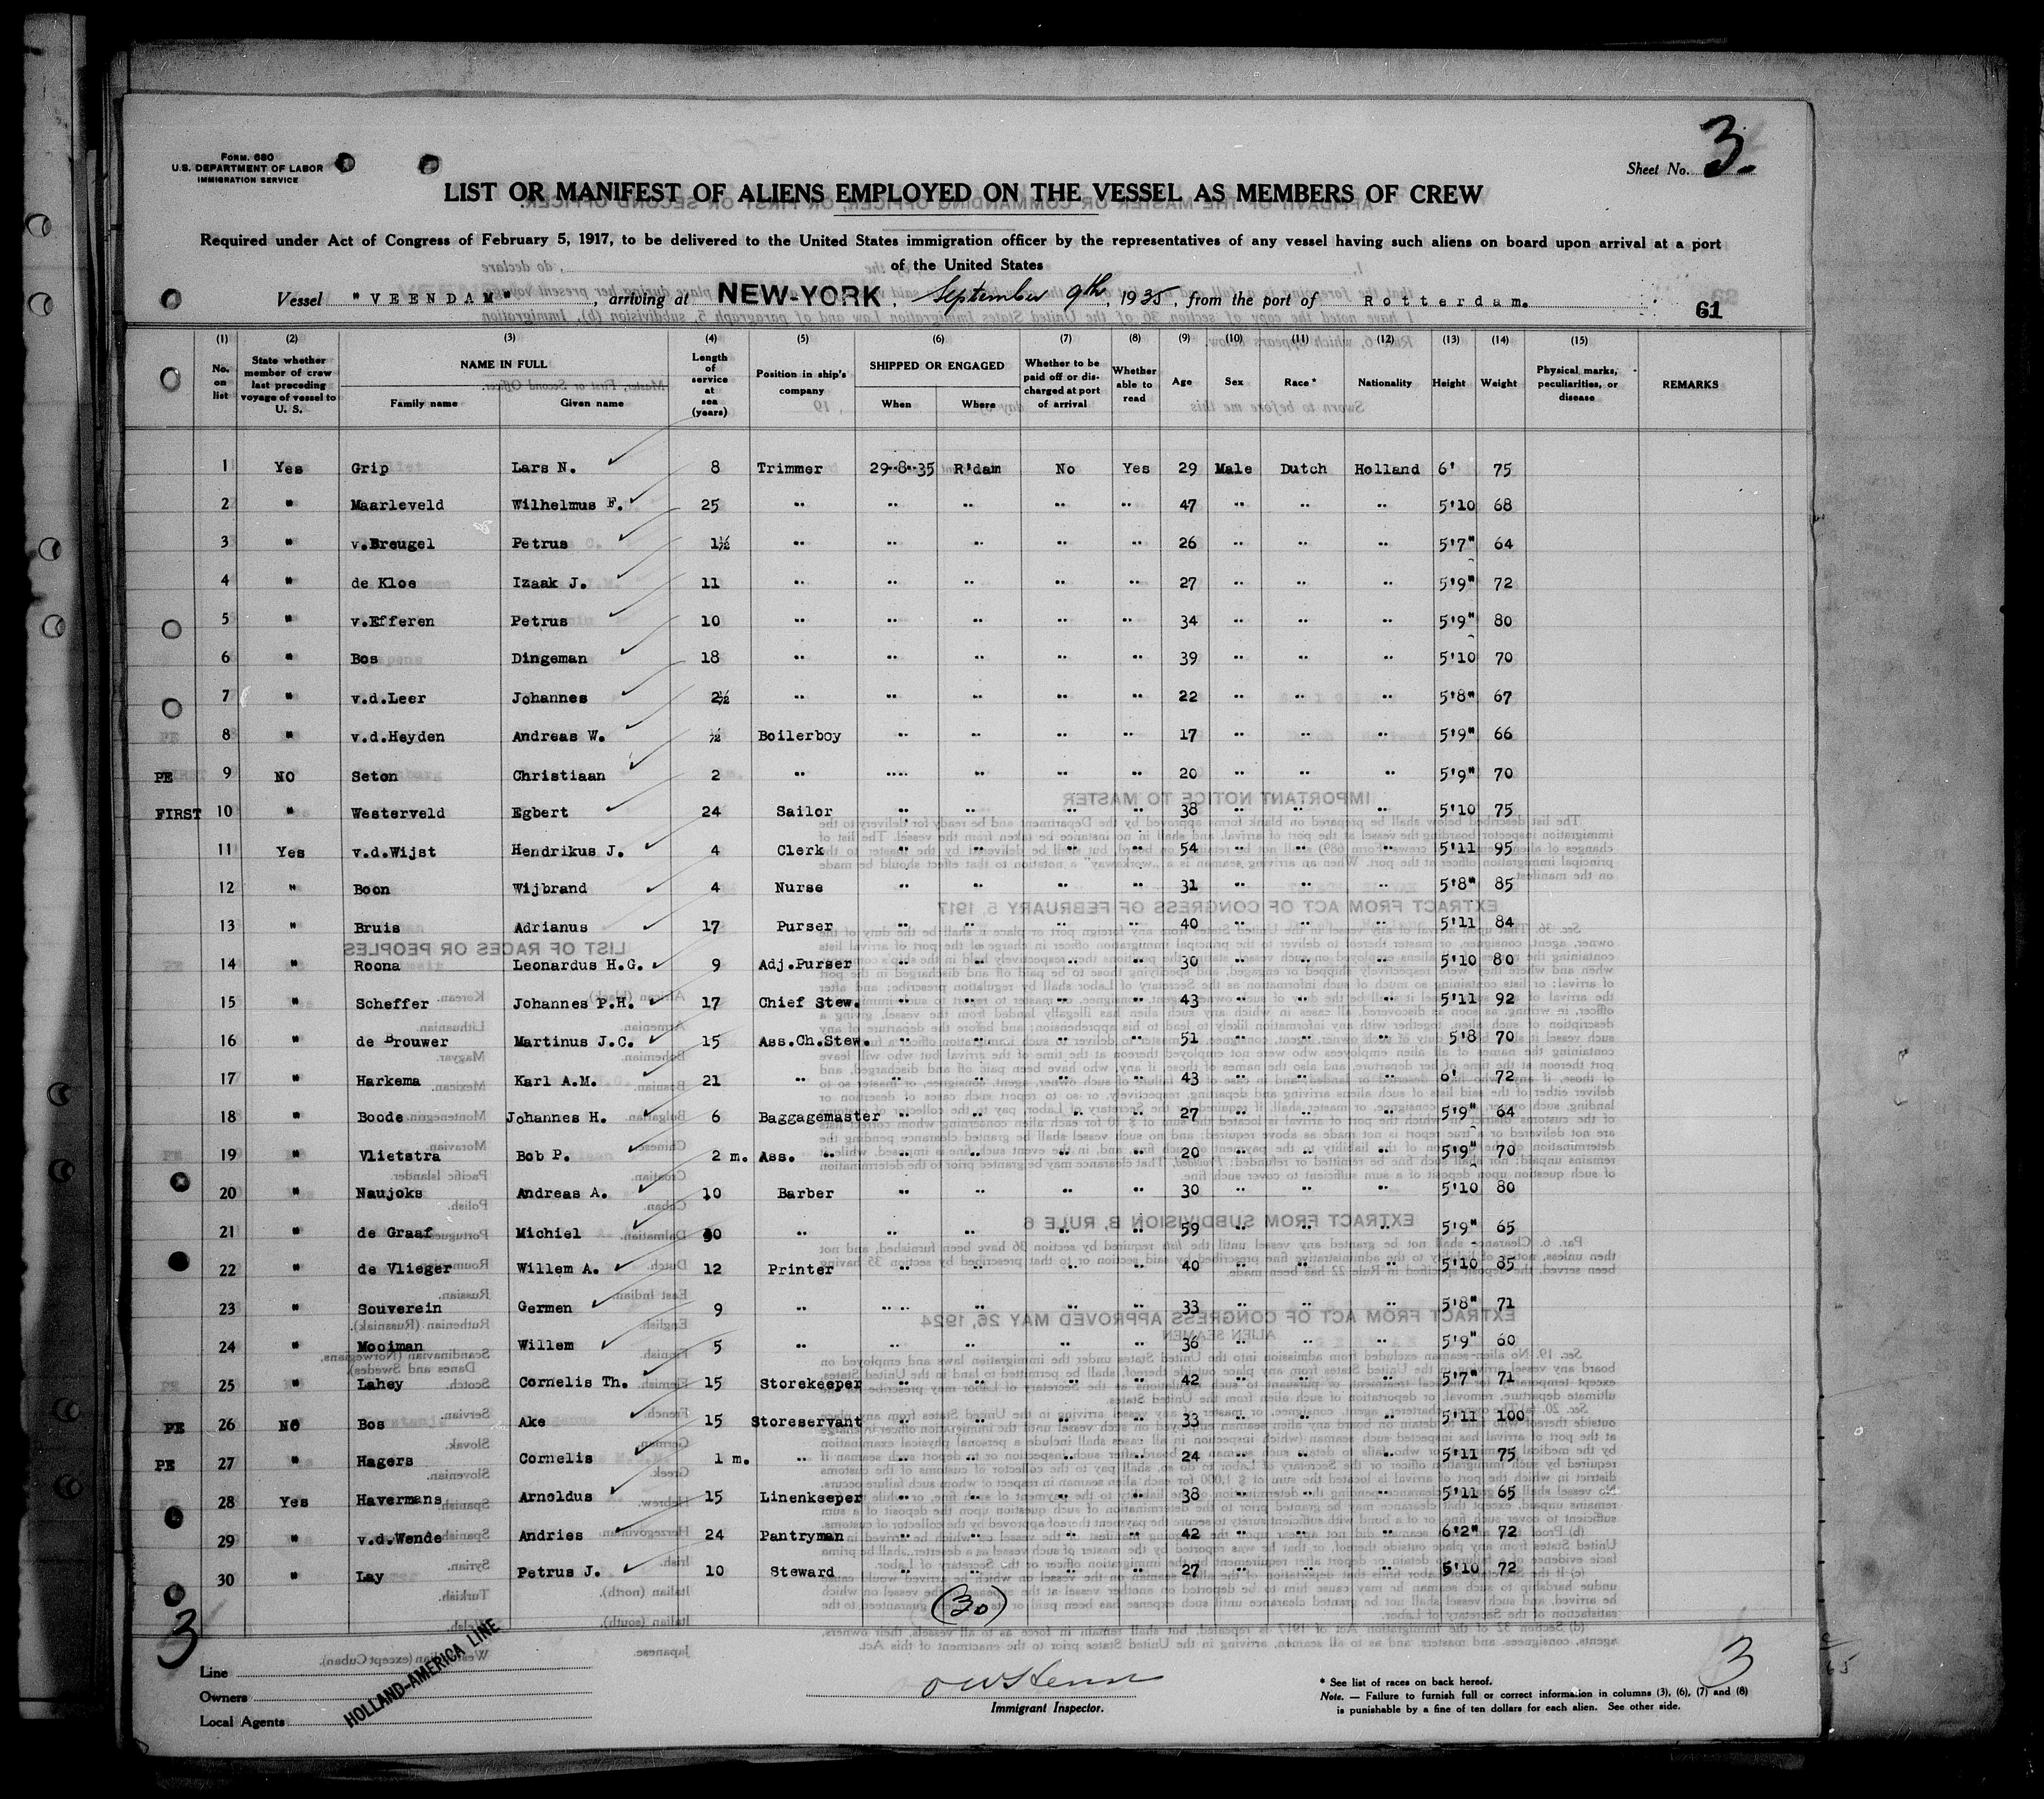 FORM. 680
U.S. DEPARTMENT OF LABOR
IMMIGRATION SERVICE
Sheet No. 3.
LIST OR MANIFEST OF ALIENS EMPLOYED ON THE VESSEL AS MEMBERS OF CREW
Required under Act of Congress of February 5, 1917, to be delivered to the United States immigration officer by the representatives of any vessel having such aliens on board upon arrival at a port
of the United States
Vessel "VEENDAM", arriving at NEW-YORK, September 9th, 1935, from the port of Rotterdam.
61
(1) No. on list (2) State whether member of crew last preceding voyage of vessel to U. S. (3) NAME IN FULL Family name Given name (4) Length of service at sea (years) (5) Position in ship's company (6) SHIPPED OR ENGAGED When Where (7) Whether to be paid off or discharged at port of arrival (8) Whether able to read (9) Age (10) Sex (11) Race * (12) Nationality (13) Height (14) Weight (15) Physical marks, peculiarities, or disease REMARKS
1 Yes Grip Lars N. 8 Trimmer 29-8-35 R'dam No Yes 29 Male Dutch Holland 6' 75
2 " Maarleveld Wilhelmus F. 25 " " " " " 47 " " " 5'10 68
3 " v.Breugel Petrus 1½ " " " " " 26 " " " 5'7" 64
4 " de Kloe Izaak J. 11 " " " " " 27 " " " 5'9" 72
5 " v.Efferen Petrus 10 " " " " " 34 " " " 5'9" 80
6 " Bos Dingeman 18 " " " " " 39 " " " 5'10 70
7 " v.d.Leer Johannes 2½ " " " " " 22 " " " 5'8" 67
8 " v.d.Heyden Andreas W. ½ Boilerboy " " " " 17 " " " 5'9" 66
PE 9 NO Seton Christiaan 2 " " " " " 20 " " " 5'9" 70
FIRST 10 " Westerveld Egbert 24 Sailor " " " " 38 " " " 5'10 75
11 Yes v.d.Wijst Hendrikus J. 4 Clerk " " " " 54 " " " 5'11 95
12 " Boon Wijbrand 4 Nurse " " " " 31 " " " 5'8" 85
13 " Bruis Adrianus 17 Purser " " " " 40 " " " 5'11 84
14 " Roona Leonardus H.G. 9 Adj.Purser " " " " 30 " " " 5'10 80
15 " Scheffer Johannes P.H. 17 Chief Stew. " " " " 43 " " " 5'11 92
16 " de Brouwer Martinus J.C. 15 Ass.Ch.Stew. " " " " 51 " " " 5'8 70
17 " Harkema Karl A.M. 21 " " " " " 43 " " " 6' 72
18 " Boode Johannes H. 6 Baggagemaster " " " " 27 " " " 5'9" 64
19 " Vlietstra Bob P. 2 m. Ass. " " " " " 20 " " " 5'9" 70
20 " Naujoks Andreas A. 10 Barber " " " " 30 " " " 5'10 80
21 " de Graaf Michiel " " " " " 59 " " " 5'9" 65
22 " de Vlieger Willem A. 12 Printer " " " " 40 " " " 5'10 85
23 " Souverein Germen 9 " " " " " 33 " " " 5'8" 71
24 " Mooiman Willem 5 " " " " " 36 " " " 5'9" 60
25 " Lahey Cornelis Th. 15 Storekeeper " " " " 42 " " " 5'7" 71
PE 26 NO Bos Ake 15 Storeservant " " " " 33 " " " 5'11 100
PE 27 " Hagers Cornelis 1 m. " " " " " 24 " " " 5'11 75
28 Yes Havermans Arnoldus 15 Linenkeeper " " " " 38 " " " 5'11 65
29 " v.d.Wende Andries 24 Pantryman " " " " 42 " " " 6'2" 72
30 " Lay Petrus J. 10 Steward " " " " 27 " " " 5'10 72
(30)
3
3
Line
Owners
Local Agents
HOLLAND-AMERICA LINE
Immigrant Inspector.
* See list of races on back hereof.
Note. — Failure to furnish full or correct information in columns (3), (6), (7) and (8)
is punishable by a fine of ten dollars for each alien. See other side.